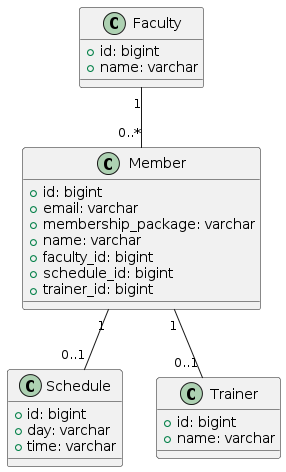 C Faculty
id: bigint
name: varchar
1
0..*
C Member
id: bigint
email: varchar
membership_package: varchar
name: varchar
faculty_id: bigint
schedule_id: bigint
trainer_id: bigint
1
1
0..1
0..1
C Schedule
id: bigint
day: varchar
time: varchar
C Trainer
id: bigint
name: varchar